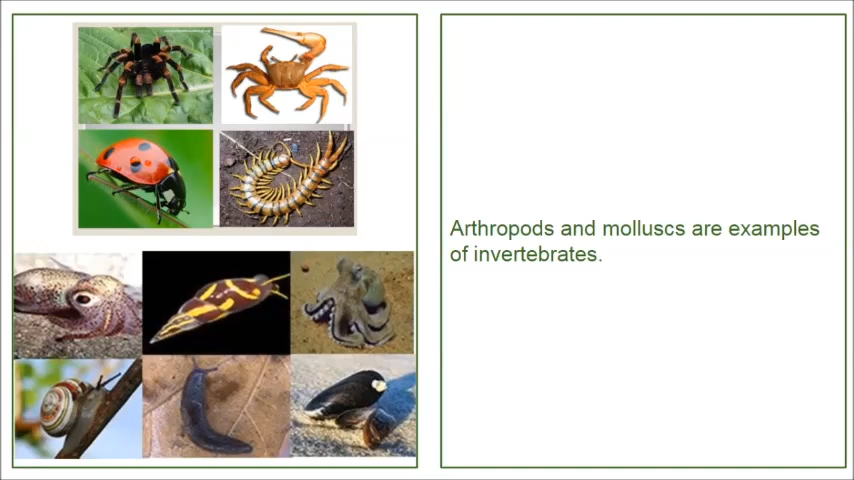 Arthropods and molluscs are examples
of invertebrates.